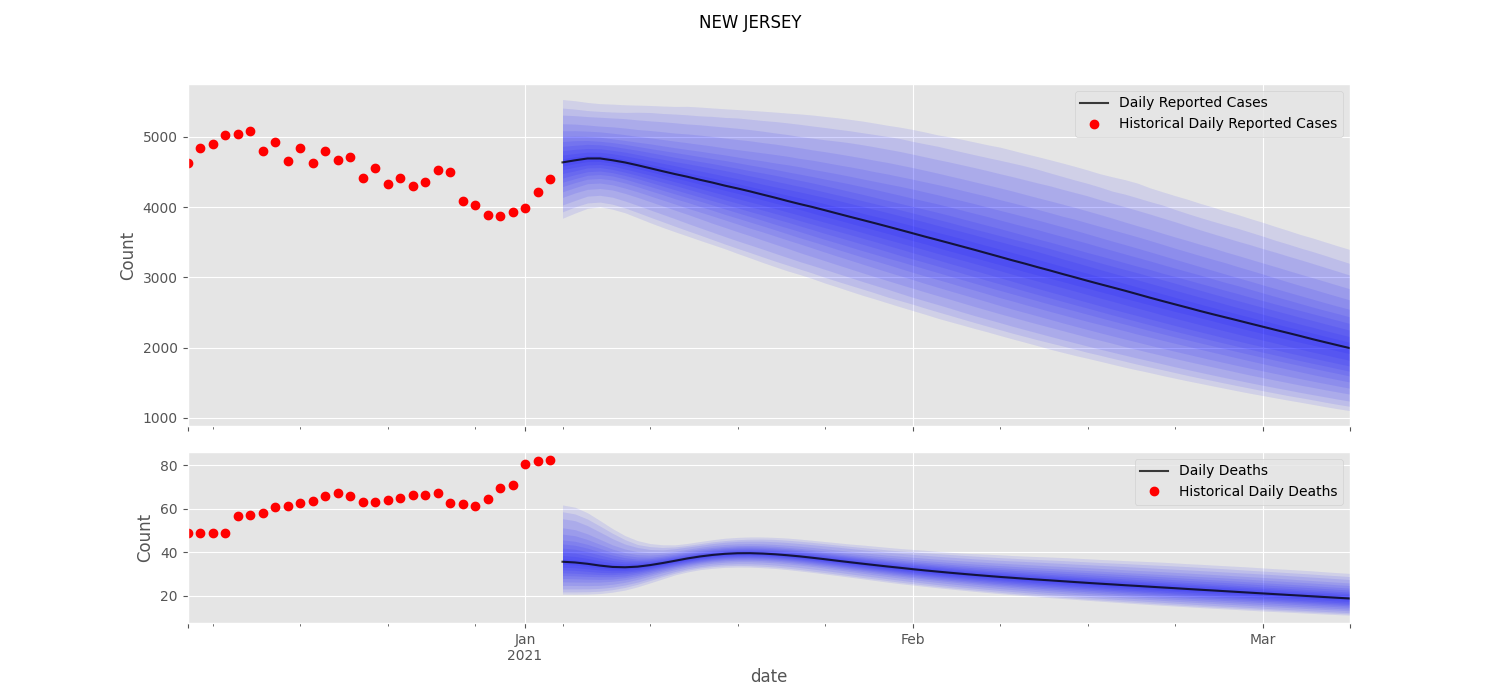 NEW JERSEY
Daily Reported Cases
Historical Daily Reported Cases
5000
4000
3000
2000
1000
Count
Daily Deaths
Historical Daily Deaths
80
60
40
20
Count
Jan
2021
Feb
Mar
date